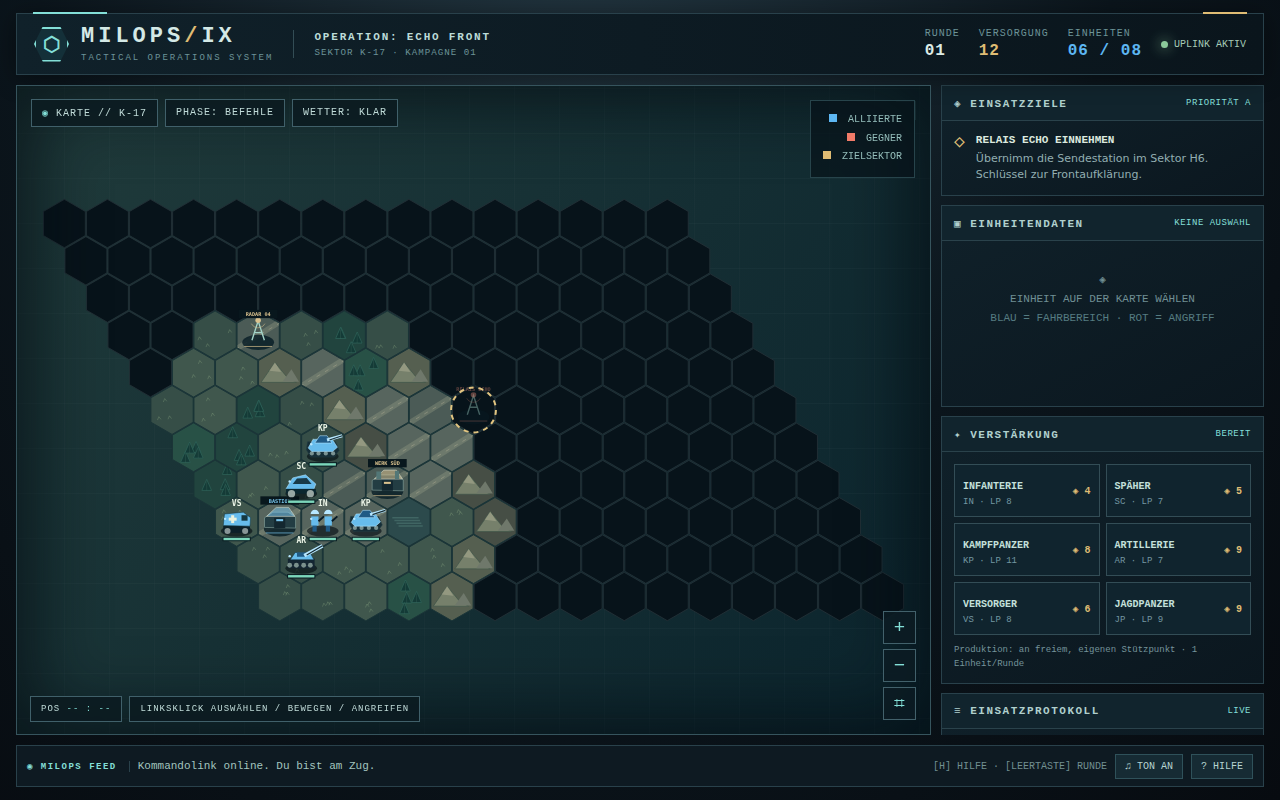 MILOPS/IX
TACTICAL OPERATIONS SYSTEM
OPERATION: ECHO FRONT
SEKTOR K-17 · KAMPAGNE 01
RUNDE
01
VERSORGUNG
12
EINHEITEN
06 / 08
UPLINK AKTIV
KARTE // K-17
PHASE: BEFEHLE
WETTER: KLAR
ALLIIERTE
GEGNER
ZIELSEKTOR
RADAR 04
KP
SC
WERK SÜD
VS
IN
KP
AR
+
−
⌗
POS -- : --
LINKSKLICK AUSWÄHLEN / BEWEGEN / ANGREIFEN
EINSATZZIELE
PRIORITÄT A
RELAIS ECHO EINNEHMEN
Übernimm die Sendestation im Sektor H6.
Schlüssel zur Frontaufklärung.
EINHEITENDATEN
KEINE AUSWAHL
EINHEIT AUF DER KARTE WÄHLEN
BLAU = FAHRBEREICH · ROT = ANGRIFF
VERSTÄRKUNG
BEREIT
INFANTERIE
IN · LP 8
◈ 4
SPÄHER
SC · LP 7
◈ 5
KAMPFPANZER
KP · LP 11
◈ 8
ARTILLERIE
AR · LP 7
◈ 9
VERSORGER
VS · LP 8
◈ 6
JAGDPANZER
JP · LP 9
◈ 9
Produktion: an freiem, eigenen Stützpunkt · 1
Einheit/Runde
EINSATZPROTOKOLL
LIVE
MILOPS FEED
Kommandolink online. Du bist am Zug.
[H] HILFE · [LEERTASTE] RUNDE
♫ TON AN
? HILFE